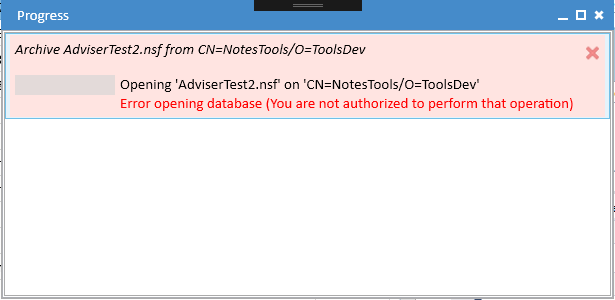 Progress
Archive AdviserTest2.nsf from CN=NotesTools/O=ToolsDev
Opening 'AdviserTest2.nsf' on 'CN=NotesTools/O=ToolsDev'
Error opening database (You are not authorized to perform that operation)